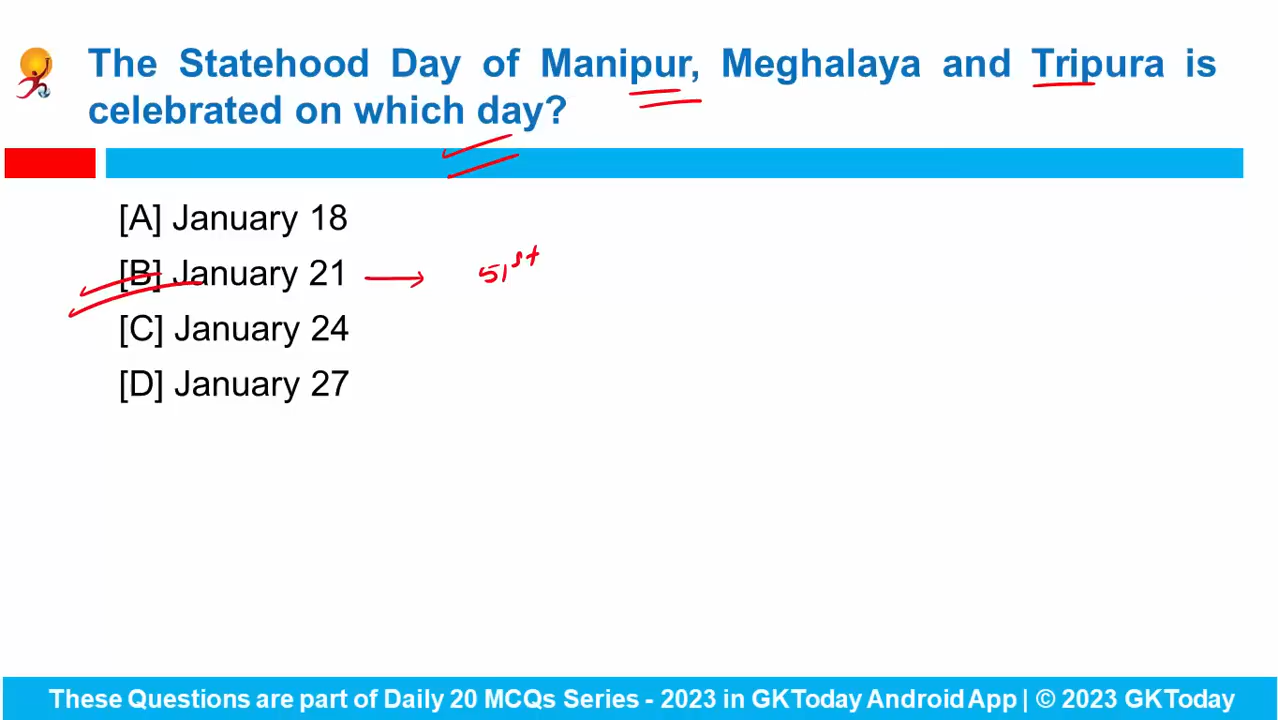 The Statehood Day of Manipur, Meghalaya and Tripura is
celebrated on which day?
[A] January 18
[B] January 21 → 51st
[C] January 24
[D] January 27
These Questions are part of Daily 20 MCQs Series - 2023 in GKToday Android App | © 2023 GKToday